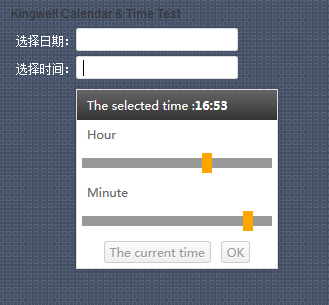 Kingwell Calendar & Time Test
选择日期：
选择时间：
The selected time :16:53
Hour
Minute
The current time OK